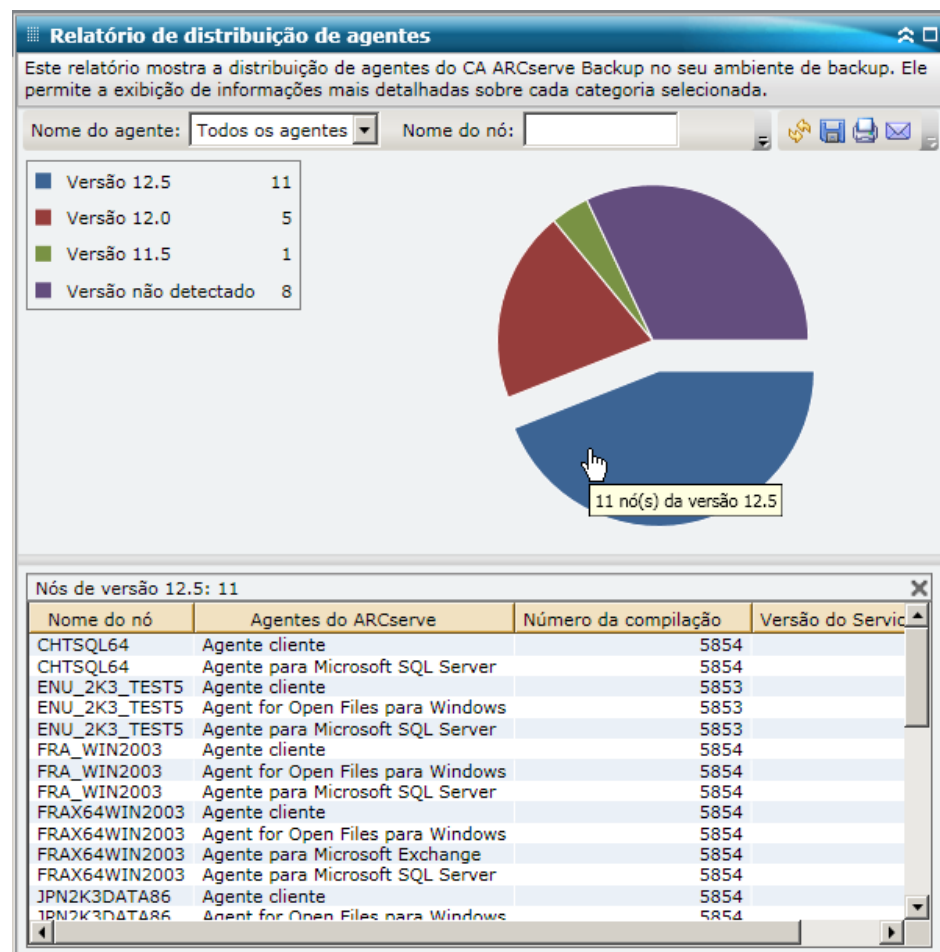 Relatório de distribuição de agentes
Este relatório mostra a distribuição de agentes do CA ARCserve Backup no seu ambiente de backup. Ele
permite a exibição de informações mais detalhadas sobre cada categoria selecionada.
Nome do agente: Todos os agentes Nome do nó:
Versão 12.5 11
Versão 12.0 5
Versão 11.5 1
Versão não detectado 8
11 nó(s) da versão 12.5
Nós de versão 12.5: 11
Nome do nó Agentes do ARCserve Número da compilação Versão do Servic
CHTSQL64 Agente cliente 5854
CHTSQL64 Agente para Microsoft SQL Server 5854
ENU_2K3_TEST5 Agente cliente 5853
ENU_2K3_TEST5 Agent for Open Files para Windows 5853
ENU_2K3_TEST5 Agente para Microsoft SQL Server 5853
FRA_WIN2003 Agente cliente 5854
FRA_WIN2003 Agent for Open Files para Windows 5854
FRA_WIN2003 Agente para Microsoft SQL Server 5854
FRAX64WIN2003 Agente cliente 5854
FRAX64WIN2003 Agent for Open Files para Windows 5854
FRAX64WIN2003 Agente para Microsoft Exchange 5854
FRAX64WIN2003 Agente para Microsoft SQL Server 5854
JPN2K3DATA86 Agente cliente 5854
JPN2K3DATA86 Agent for Open Files para Windows 5854